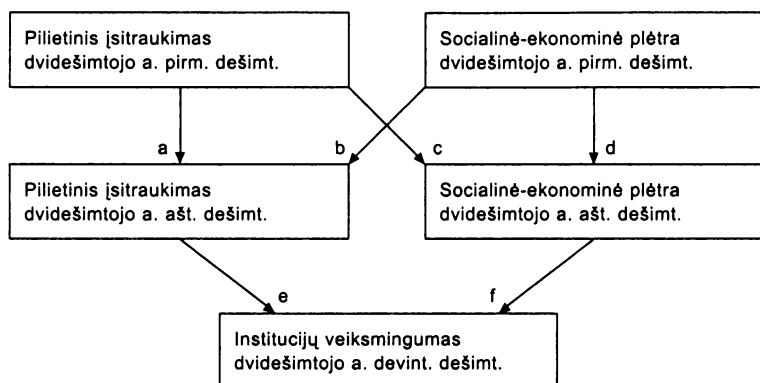 Pilietinis įsitraukimas
dvidešimtojo a. pirm. dešimt.
Socialinė-ekonominė plėtra
dvidešimtojo a. pirm. dešimt.
a
b
c
d
Pilietinis įsitraukimas
dvidešimtojo a. ašt. dešimt.
Socialinė-ekonominė plėtra
dvidešimtojo a. ašt. dešimt.
e
f
Institucijų veiksmingumas
dvidešimtojo a. devint. dešimt.